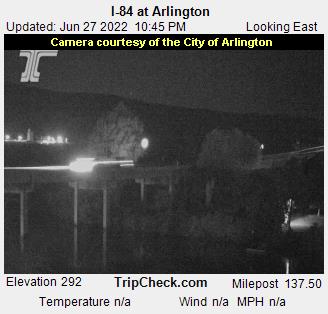 I-84 at Arlington
Updated: Jun 27 2022 10:45 PM Looking East
Camera courtesy of the City of Arlington
Elevation 292 TripCheck.com Milepost 137.50
Temperature n/a Wind n/a MPH n/a